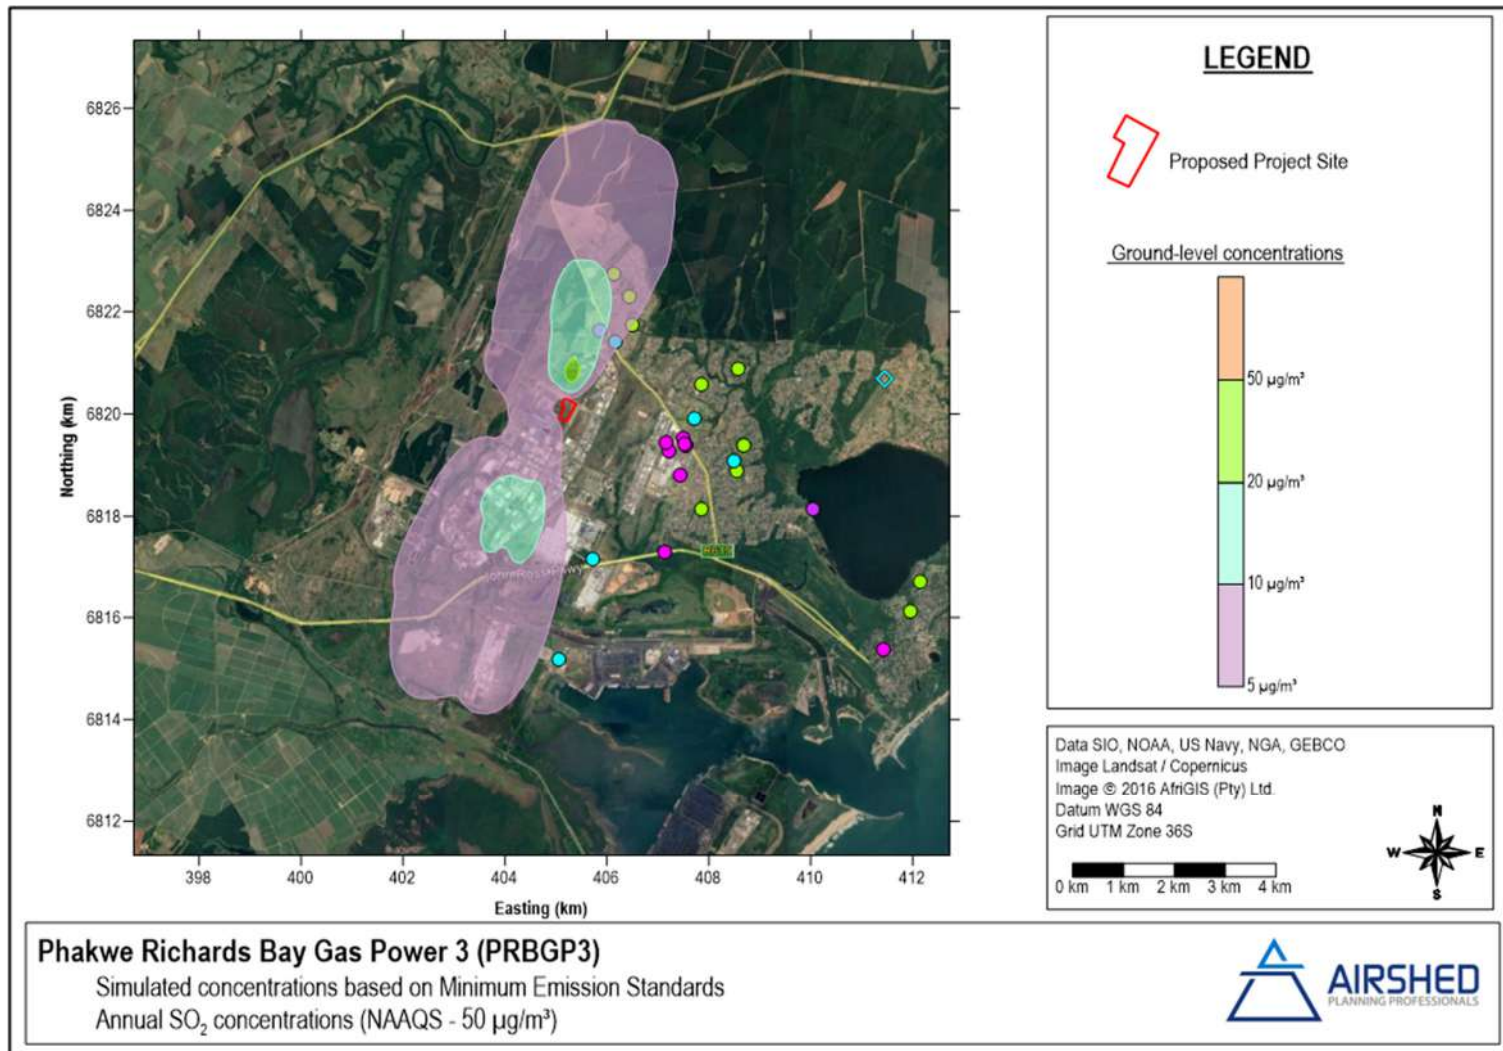 LEGEND
Proposed Project Site
Ground-level concentrations
50 µg/m³
20 µg/m³
10 µg/m³
5 µg/m³
6826
6824
6822
6820
6818
6816
6814
6812
Northing (km)
398
400
402
404
406
408
410
412
Easting (km)
Data SIO, NOAA, US Navy, NGA, GEBCO
Image Landsat / Copernicus
Image © 2016 AfriGIS (Pty) Ltd.
Datum WGS 84
Grid UTM Zone 36S
N
W E
S
0 km 1 km 2 km 3 km 4 km
Phakwe Richards Bay Gas Power 3 (PRBGP3)
Simulated concentrations based on Minimum Emission Standards
Annual SO₂ concentrations (NAAQS - 50 µg/m³)
AIRSHED
PLANNING PROFESSIONALS